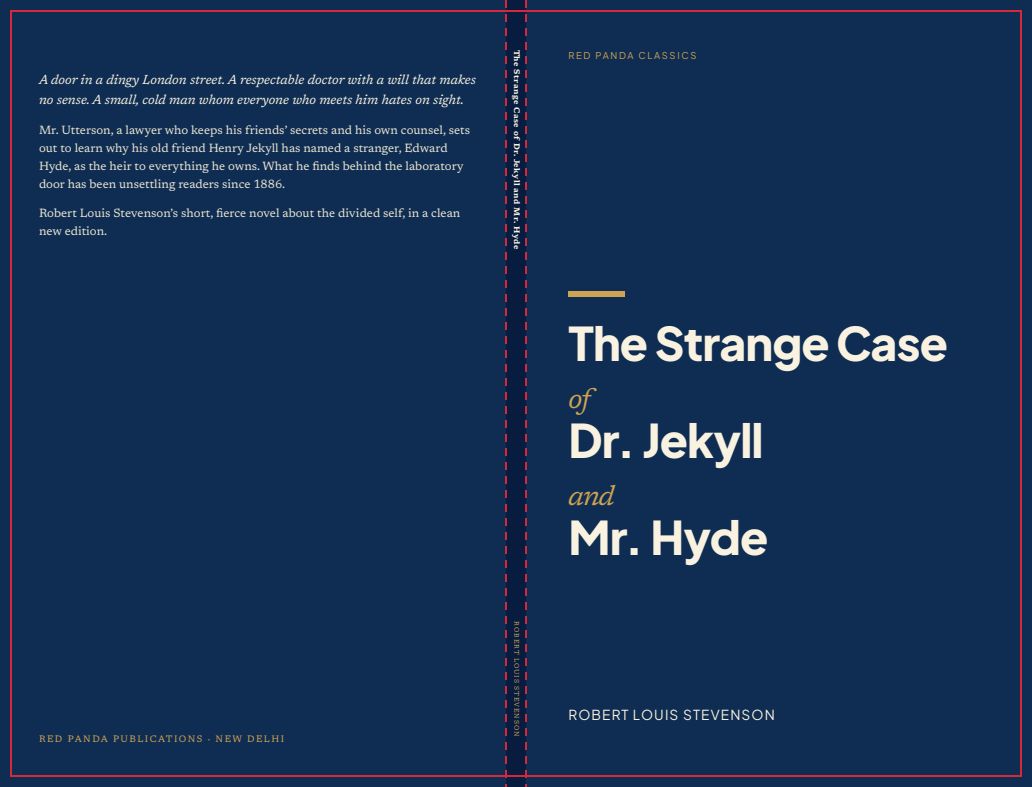 A door in a dingy London street. A respectable doctor with a will that makes
no sense. A small, cold man whom everyone who meets him hates on sight.
Mr. Utterson, a lawyer who keeps his friends’ secrets and his own counsel, sets
out to learn why his old friend Henry Jekyll has named a stranger, Edward
Hyde, as the heir to everything he owns. What he finds behind the laboratory
door has been unsettling readers since 1886.
Robert Louis Stevenson’s short, fierce novel about the divided self, in a clean
new edition.
RED PANDA PUBLICATIONS · NEW DELHI
The Strange Case of Dr. Jekyll and Mr. Hyde
ROBERT LOUIS STEVENSON
RED PANDA CLASSICS
The Strange Case
of
Dr. Jekyll
and
Mr. Hyde
ROBERT LOUIS STEVENSON